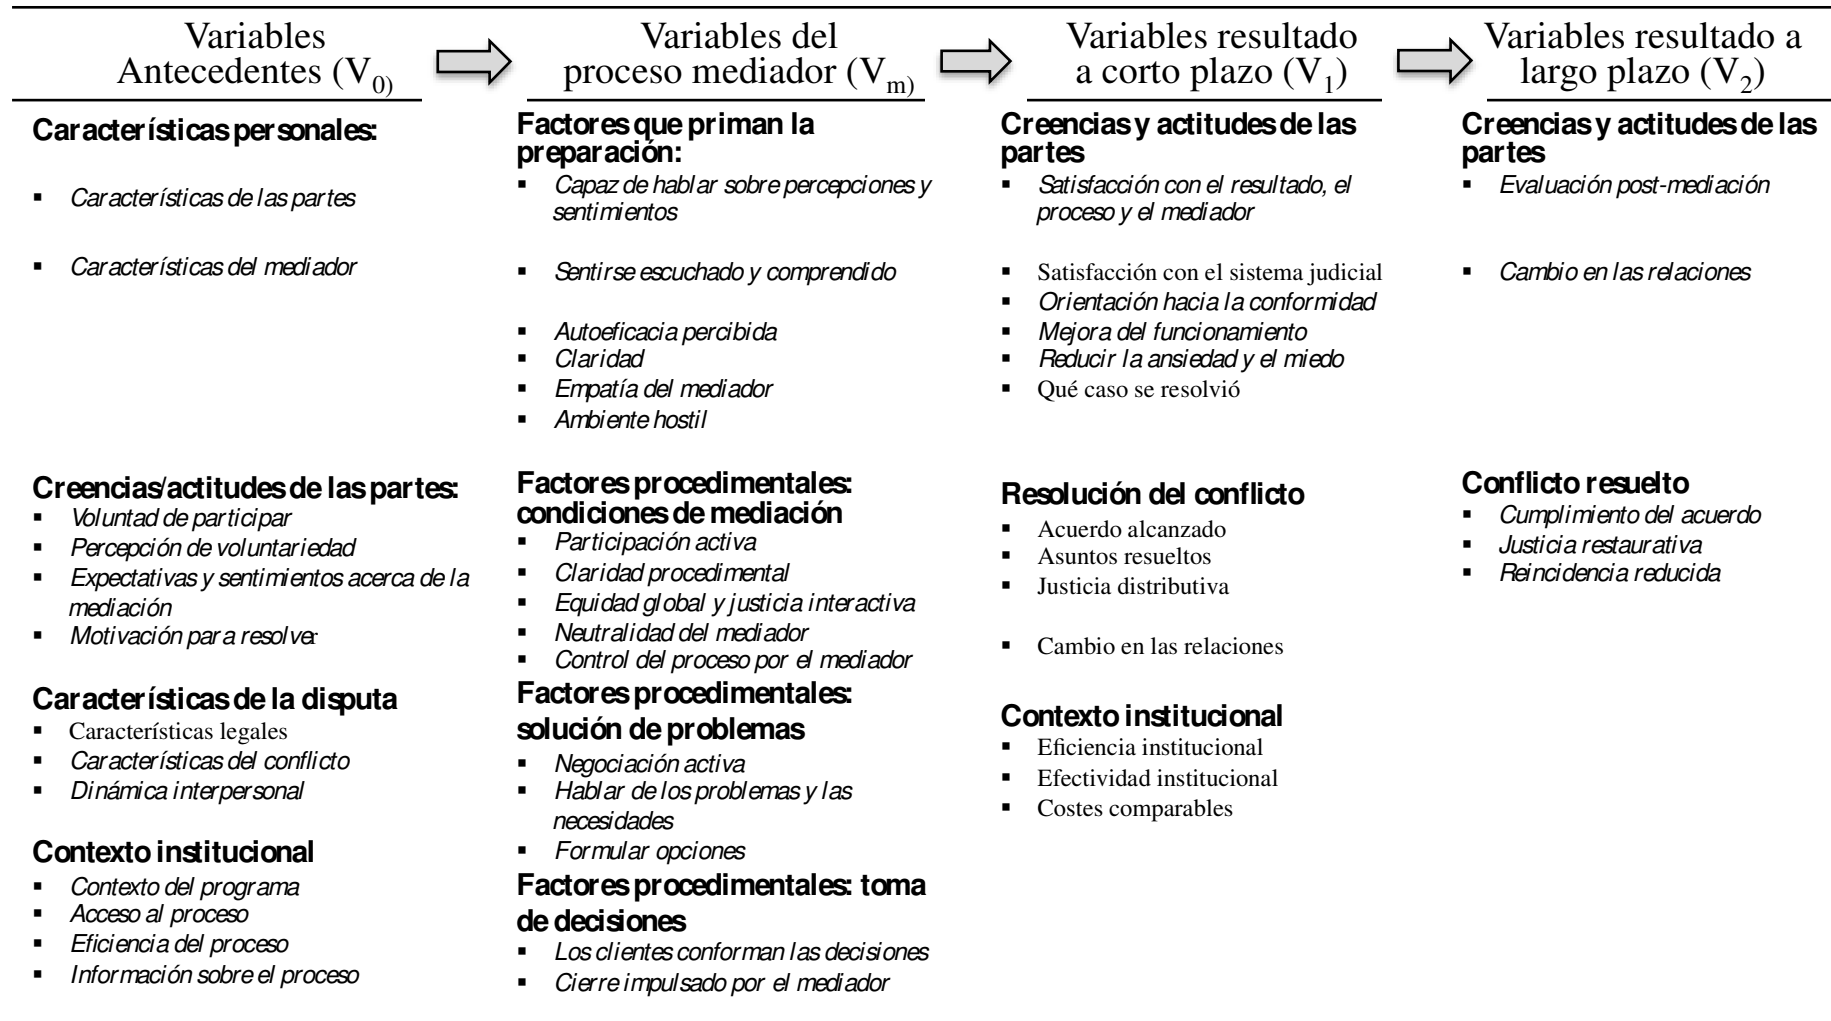 Variables
Antecedentes (V0)
Características personales:
▪ Características de las partes
▪ Características del mediador
Creencias/actitudes de las partes:
▪ Voluntad de participar
▪ Percepción de voluntariedad
▪ Expectativas y sentimientos acerca de la
mediación
▪ Motivación para resolver
Características de la disputa
▪ Características legales
▪ Características del conflicto
▪ Dinámica interpersonal
Contexto institucional
▪ Contexto del programa
▪ Acceso al proceso
▪ Eficiencia del proceso
▪ Información sobre el proceso
Variables del
proceso mediador (Vm)
Factores que priman la
preparación:
▪ Capaz de hablar sobre percepciones y
sentimientos
▪ Sentirse escuchado y comprendido
▪ Autoeficacia percibida
▪ Claridad
▪ Empatía del mediador
▪ Ambiente hostil
Factores procedimentales:
condiciones de mediación
▪ Participación activa
▪ Claridad procedimental
▪ Equidad global y justicia interactiva
▪ Neutralidad del mediador
▪ Control del proceso por el mediador
Factores procedimentales:
solución de problemas
▪ Negociación activa
▪ Hablar de los problemas y las
necesidades
▪ Formular opciones
Factores procedimentales: toma
de decisiones
▪ Los clientes conforman las decisiones
▪ Cierre impulsado por el mediador
Variables resultado
a corto plazo (V1)
Creencias y actitudes de las
partes
▪ Satisfacción con el resultado, el
proceso y el mediador
▪ Satisfacción con el sistema judicial
▪ Orientación hacia la conformidad
▪ Mejora del funcionamiento
▪ Reducir la ansiedad y el miedo
▪ Qué caso se resolvió
Resolución del conflicto
▪ Acuerdo alcanzado
▪ Asuntos resueltos
▪ Justicia distributiva
▪ Cambio en las relaciones
Contexto institucional
▪ Eficiencia institucional
▪ Efectividad institucional
▪ Costes comparables
Variables resultado a
largo plazo (V2)
Creencias y actitudes de las
partes
▪ Evaluación post-mediación
▪ Cambio en las relaciones
Conflicto resuelto
▪ Cumplimiento del acuerdo
▪ Justicia restaurativa
▪ Reincidencia reducida